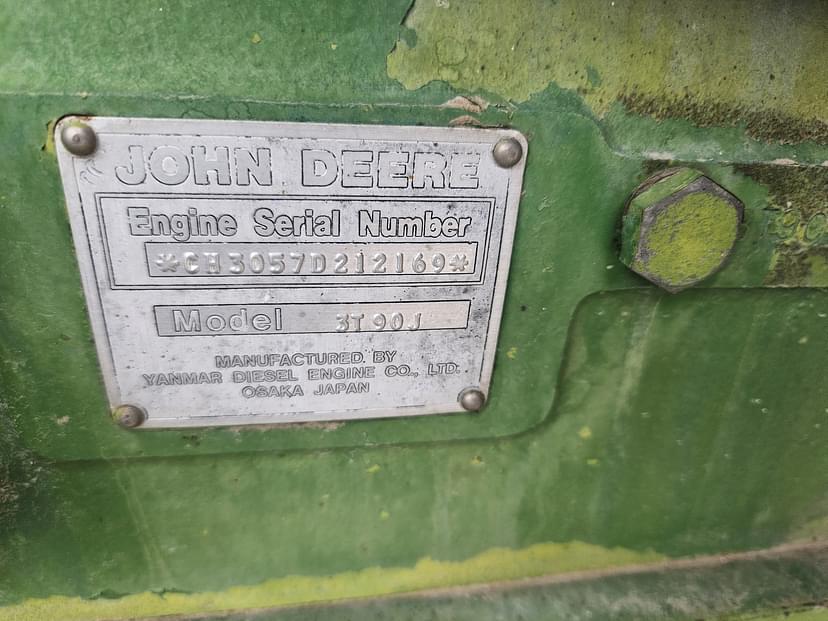 JOHN DEERE
Engine Serial Number
*CH3057D212169*
Model 3T90J
MANUFACTURED BY
YANMAR DIESEL ENGINE CO., LTD.
OSAKA JAPAN